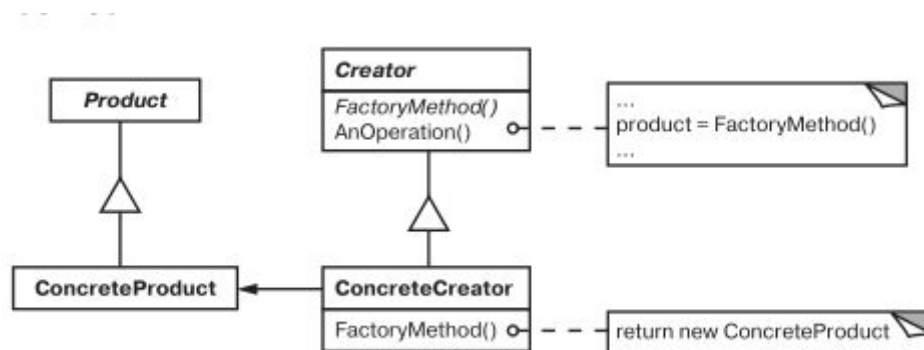 Creator
Product
FactoryMethod()
AnOperation()
...
product = FactoryMethod()
...
ConcreteProduct
ConcreteCreator
FactoryMethod()
return new ConcreteProduct